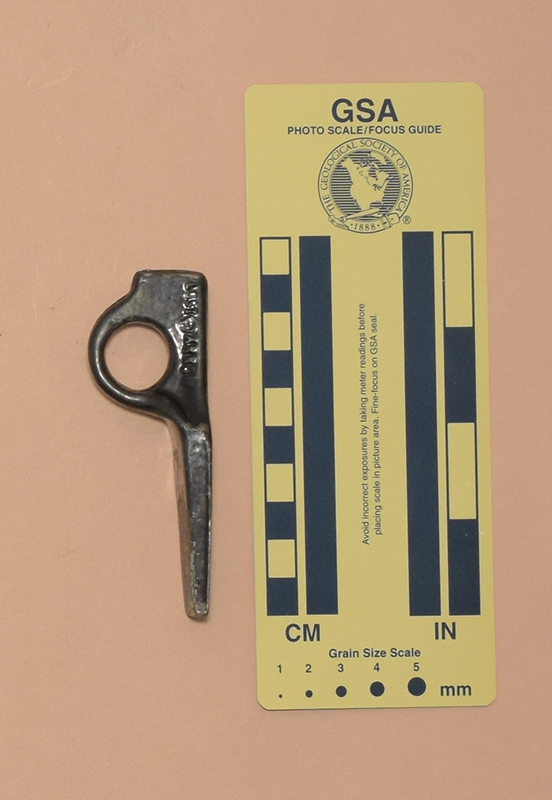 GSA
PHOTO SCALE/FOCUS GUIDE
THE GEOLOGICAL SOCIETY OF AMERICA
1888
®
Avoid incorrect exposures by taking meter readings before
placing scale in picture area. Fine-focus on GSA seal.
CM
IN
Grain Size Scale
1 2 3 4 5
mm